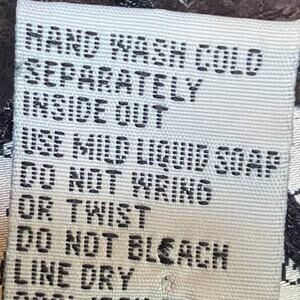 HAND WASH COLD
SEPARATELY
INSIDE OUT
USE MILD LIQUID SOAP
DO NOT WRING
OR TWIST
DO NOT BLEACH
LINE DRY